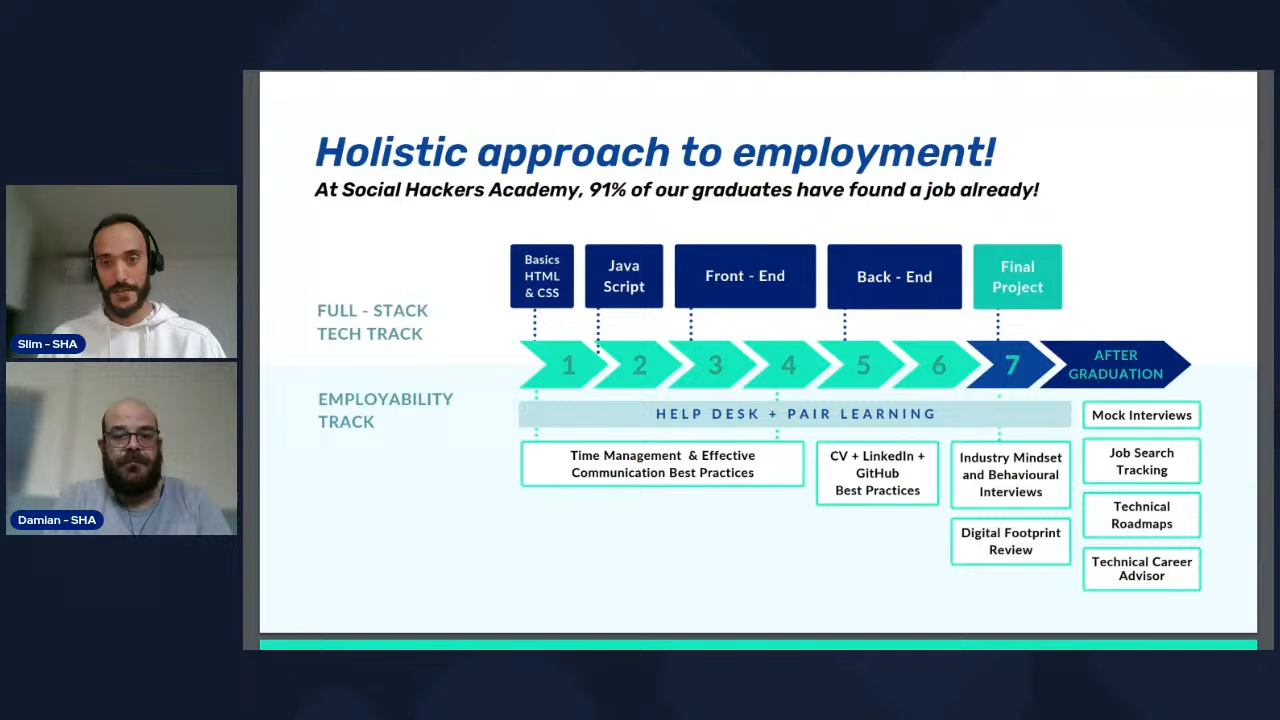 Holistic approach to employment!
At Social Hackers Academy, 91% of our graduates have found a job already!
Basics
HTML
& CSS
Java
Script
Front - End
Back - End
Final
Project
FULL - STACK
TECH TRACK
1
2
3
4
5
6
7
AFTER
GRADUATION
EMPLOYABILITY
TRACK
HELP DESK + PAIR LEARNING
Time Management & Effective
Communication Best Practices
CV + LinkedIn +
GitHub
Best Practices
Industry Mindset
and Behavioural
Interviews
Digital Footprint
Review
Mock Interviews
Job Search
Tracking
Technical
Roadmaps
Technical Career
Advisor
Slim - SHA
Damian - SHA